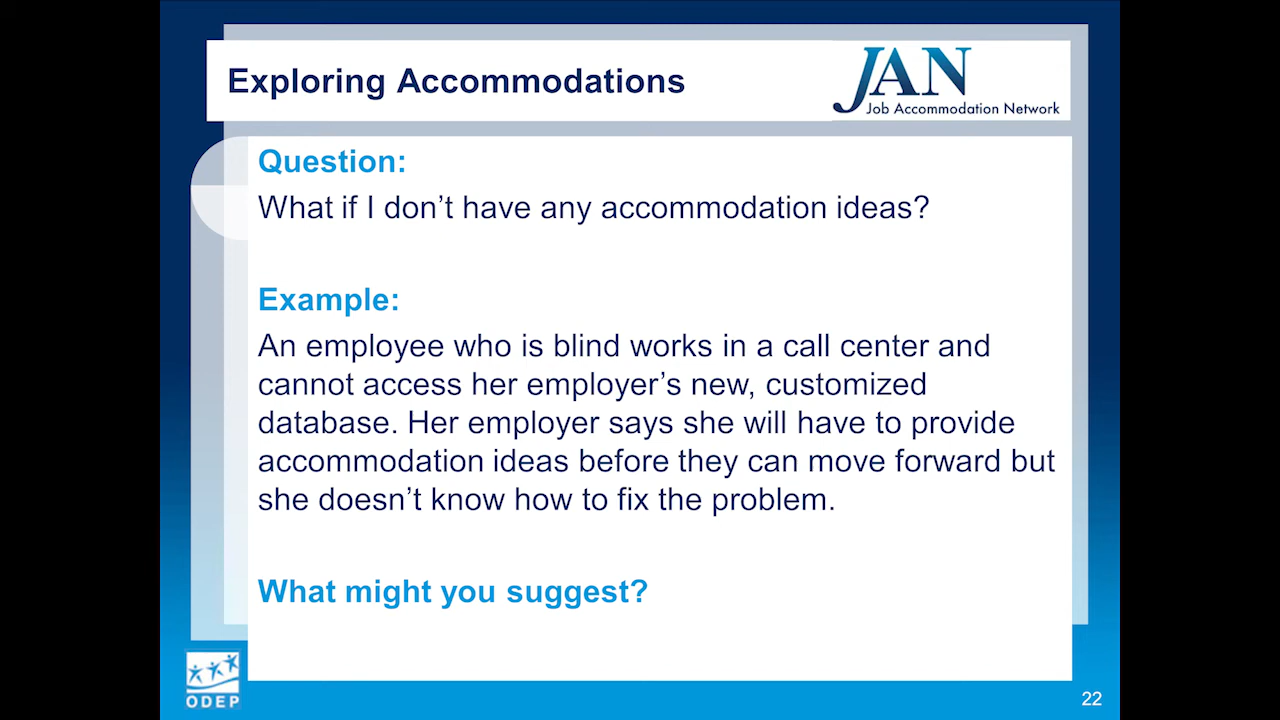 Exploring Accommodations
JAN
Job Accommodation Network
Question:
What if I don’t have any accommodation ideas?
Example:
An employee who is blind works in a call center and
cannot access her employer’s new, customized
database. Her employer says she will have to provide
accommodation ideas before they can move forward but
she doesn’t know how to fix the problem.
What might you suggest?
ODEP
22